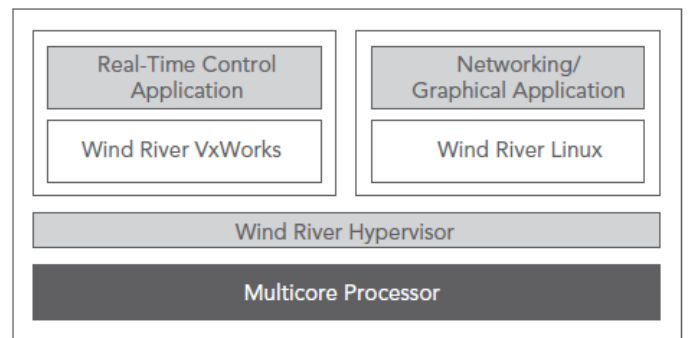 Real-Time Control
Application
Networking/
Graphical Application
Wind River VxWorks
Wind River Linux
Wind River Hypervisor
Multicore Processor